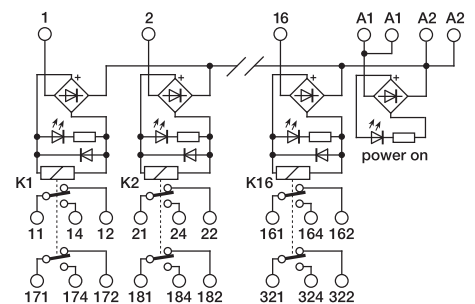 1 2 16 A1 A1 A2 A2
+ + + +
power on
K1 K2 K16
11 14 12 21 24 22 161 164 162
171 174 172 181 184 182 321 324 322